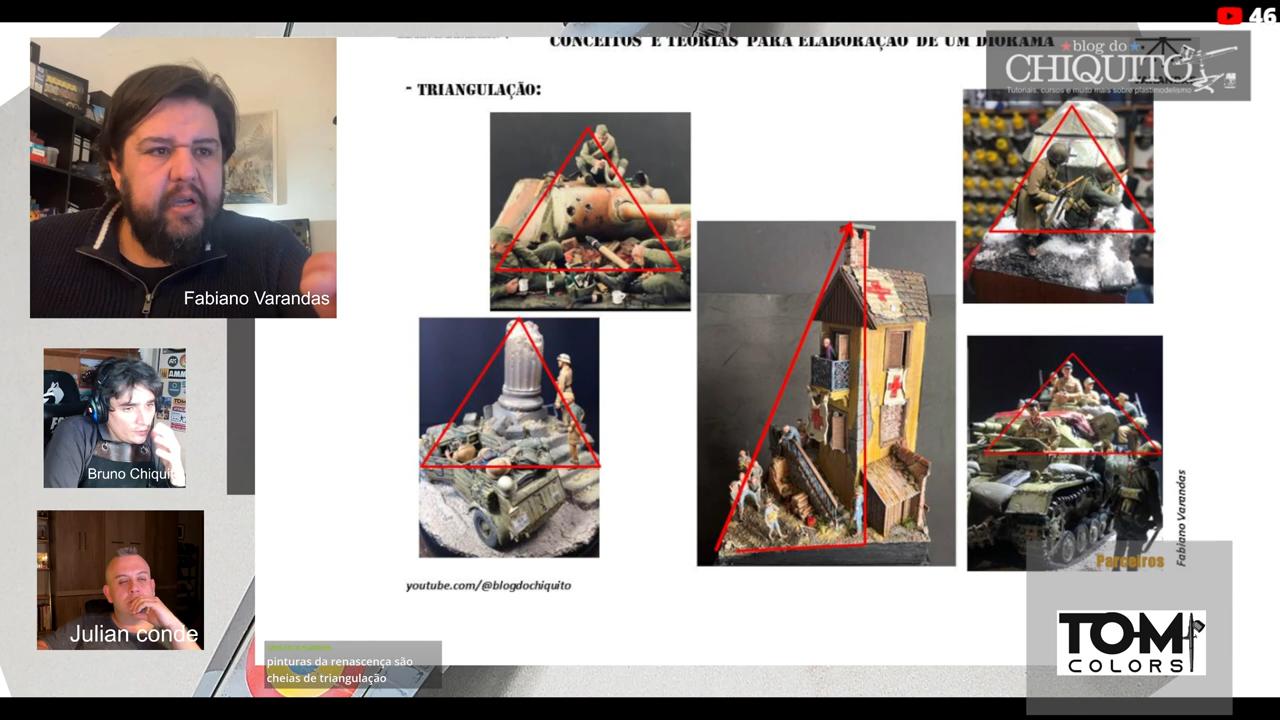 46
CONCEITOS E TEORIAS PARA ELABORAÇÃO DE UM DIORAMA
blog do
CHIQUITO
Tutoriais, cursos e muito mais sobre plastimodelismo
- TRIANGULAÇÃO:
Fabiano Varandas
Bruno Chiquit
Julian conde
Fabiano Varandas
Parceiros
youtube.com/@blogdochiquito
TOM
COLORS
pinturas da renascença são
cheias de triangulação